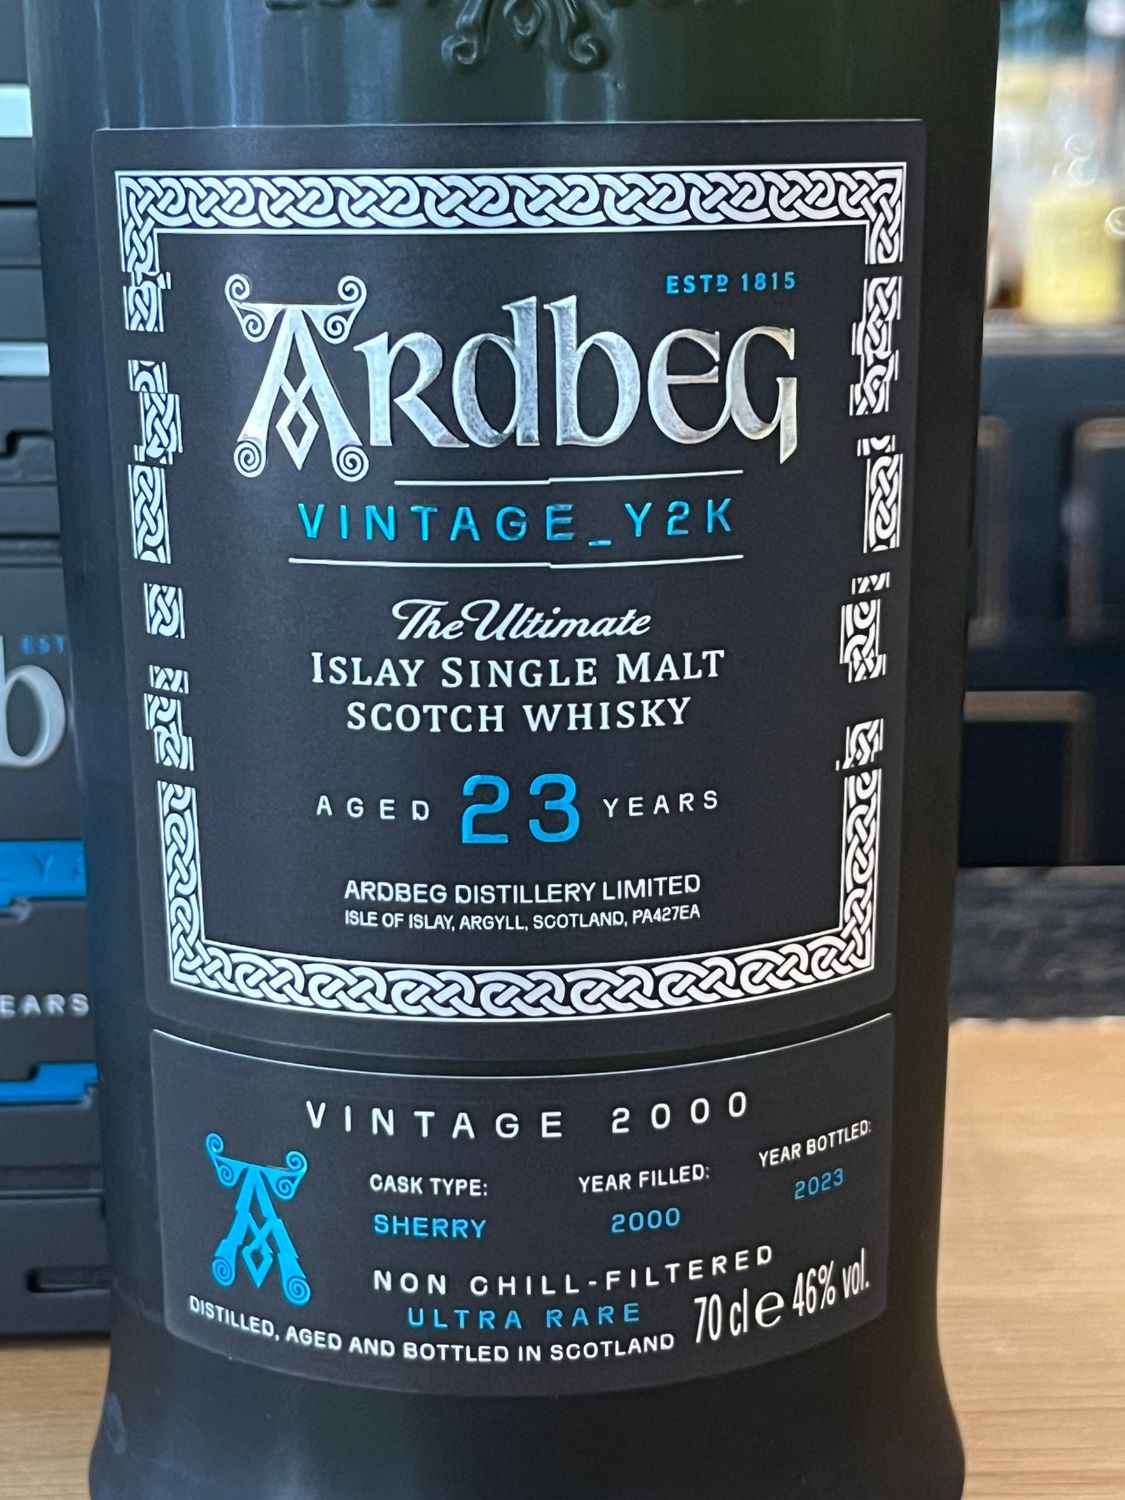 ESTD 1815
ARDBEG
VINTAGE_Y2K
The Ultimate
ISLAY SINGLE MALT
SCOTCH WHISKY
AGED 23 YEARS
ARDBEG DISTILLERY LIMITED
ISLE OF ISLAY, ARGYLL, SCOTLAND, PA427EA
VINTAGE 2000
CASK TYPE: YEAR FILLED: YEAR BOTTLED:
SHERRY 2000 2023
NON CHILL-FILTERED
ULTRA RARE
70 cl e 46% vol.
DISTILLED, AGED AND BOTTLED IN SCOTLAND
EST
b
EARS